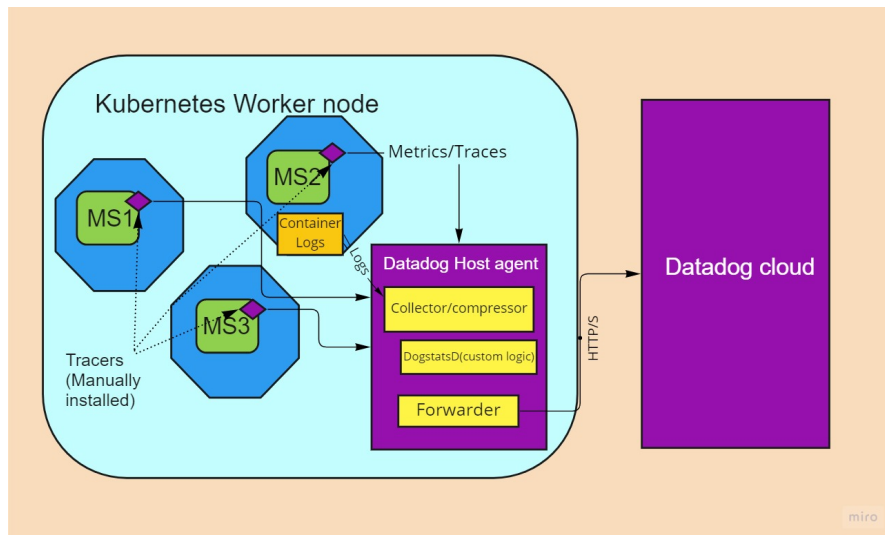 Kubernetes Worker node
MS2
Metrics/Traces
MS1
Container
Logs
Logs
Datadog Host agent
Datadog cloud
Collector/compressor
MS3
HTTP/S
DogstatsD(custom logic)
Tracers
(Manually
installed)
Forwarder
miro